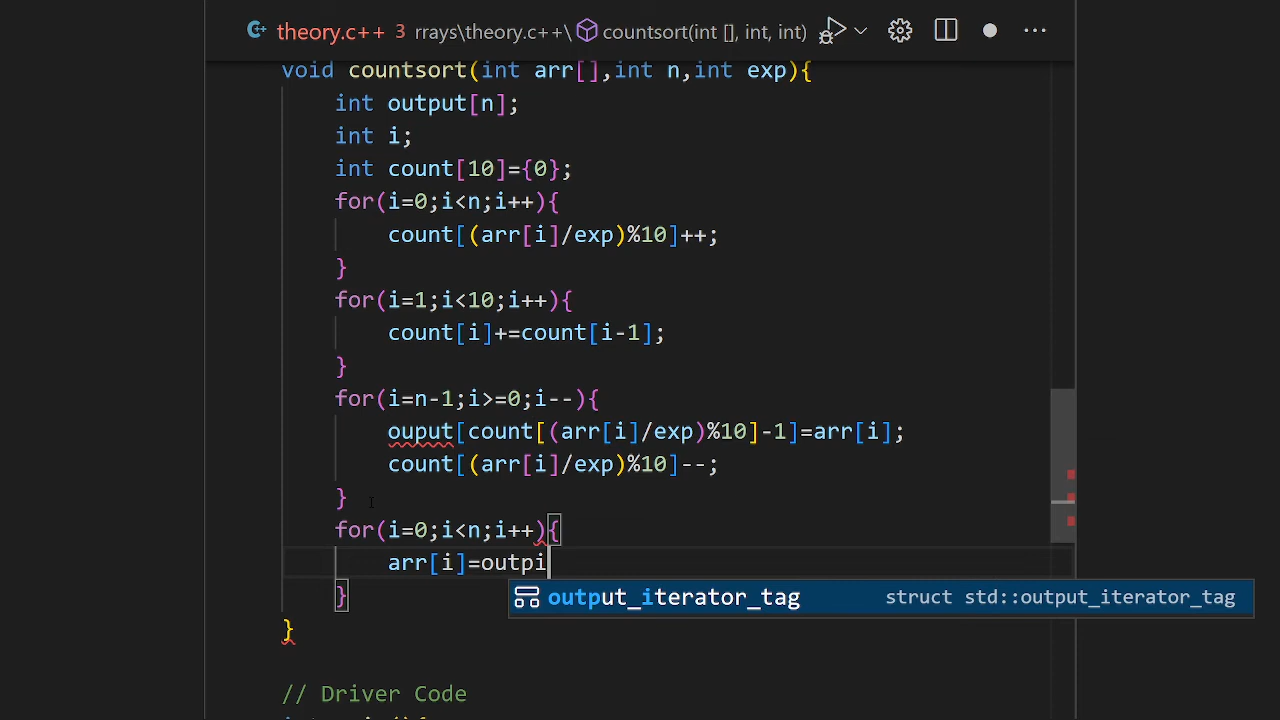 theory.c++ 3 rrays\theory.c++\ countsort(int [], int, int)
void countsort(int arr[],int n,int exp){
int output[n];
int i;
int count[10]={0};
for(i=0;i<n;i++){
count[(arr[i]/exp)%10]++;
}
for(i=1;i<10;i++){
count[i]+=count[i-1];
}
for(i=n-1;i>=0;i--){
ouput[count[(arr[i]/exp)%10]-1]=arr[i];
count[(arr[i]/exp)%10]--;
}
for(i=0;i<n;i++){
arr[i]=outpi
}
output_iterator_tag struct std::output_iterator_tag
}
// Driver Code